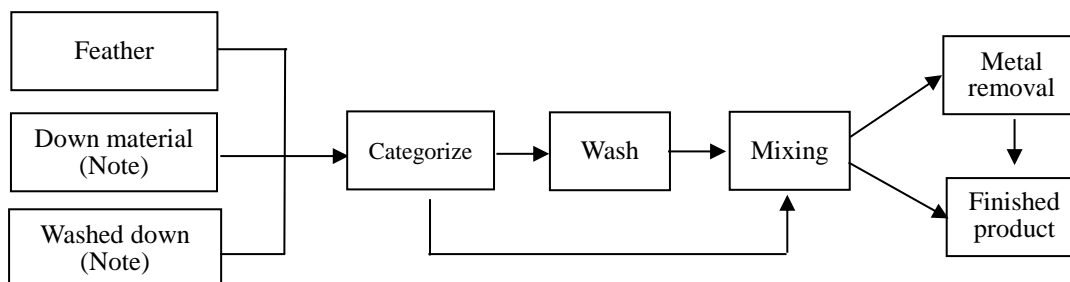 Feather
Down material
(Note)
Washed down
(Note)
Categorize
Wash
Mixing
Metal
removal
Finished
product